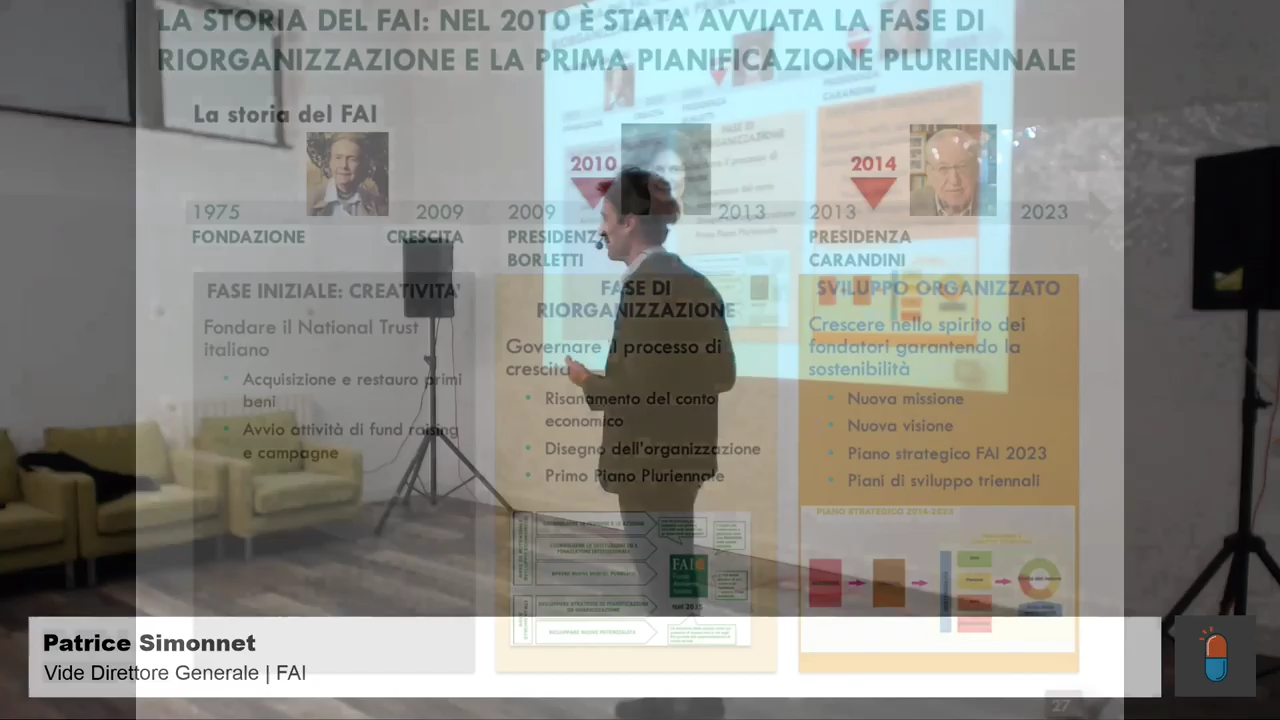 LA STORIA DEL FAI: NEL 2010 È STATA AVVIATA LA FASE DI
RIORGANIZZAZIONE E LA PRIMA PIANIFICAZIONE PLURIENNALE
La storia del FAI
2010
2014
1975
2009
2009
2013
2013
2023
FONDAZIONE
CRESCITA
PRESIDENZA
BORLETTI
PRESIDENZA
CARANDINI
FASE INIZIALE: CREATIVITA'
Fondare il National Trust
italiano
• Acquisizione e restauro primi
beni
• Avvio attività di fund raising
e campagne
FASE DI
RIORGANIZZAZIONE
Governare il processo di
crescita
• Risanamento del conto
economico
• Disegno dell'organizzazione
• Primo Piano Pluriennale
SVILUPPO ORGANIZZATO
Crescere nello spirito dei
fondatori garantendo la
sostenibilità
• Nuova missione
• Nuova visione
• Piano strategico FAI 2023
• Piani di sviluppo triennali
FAI
PIANO STRATEGICO 2014-2023
Patrice Simonnet
Vide Direttore Generale | FAI
27